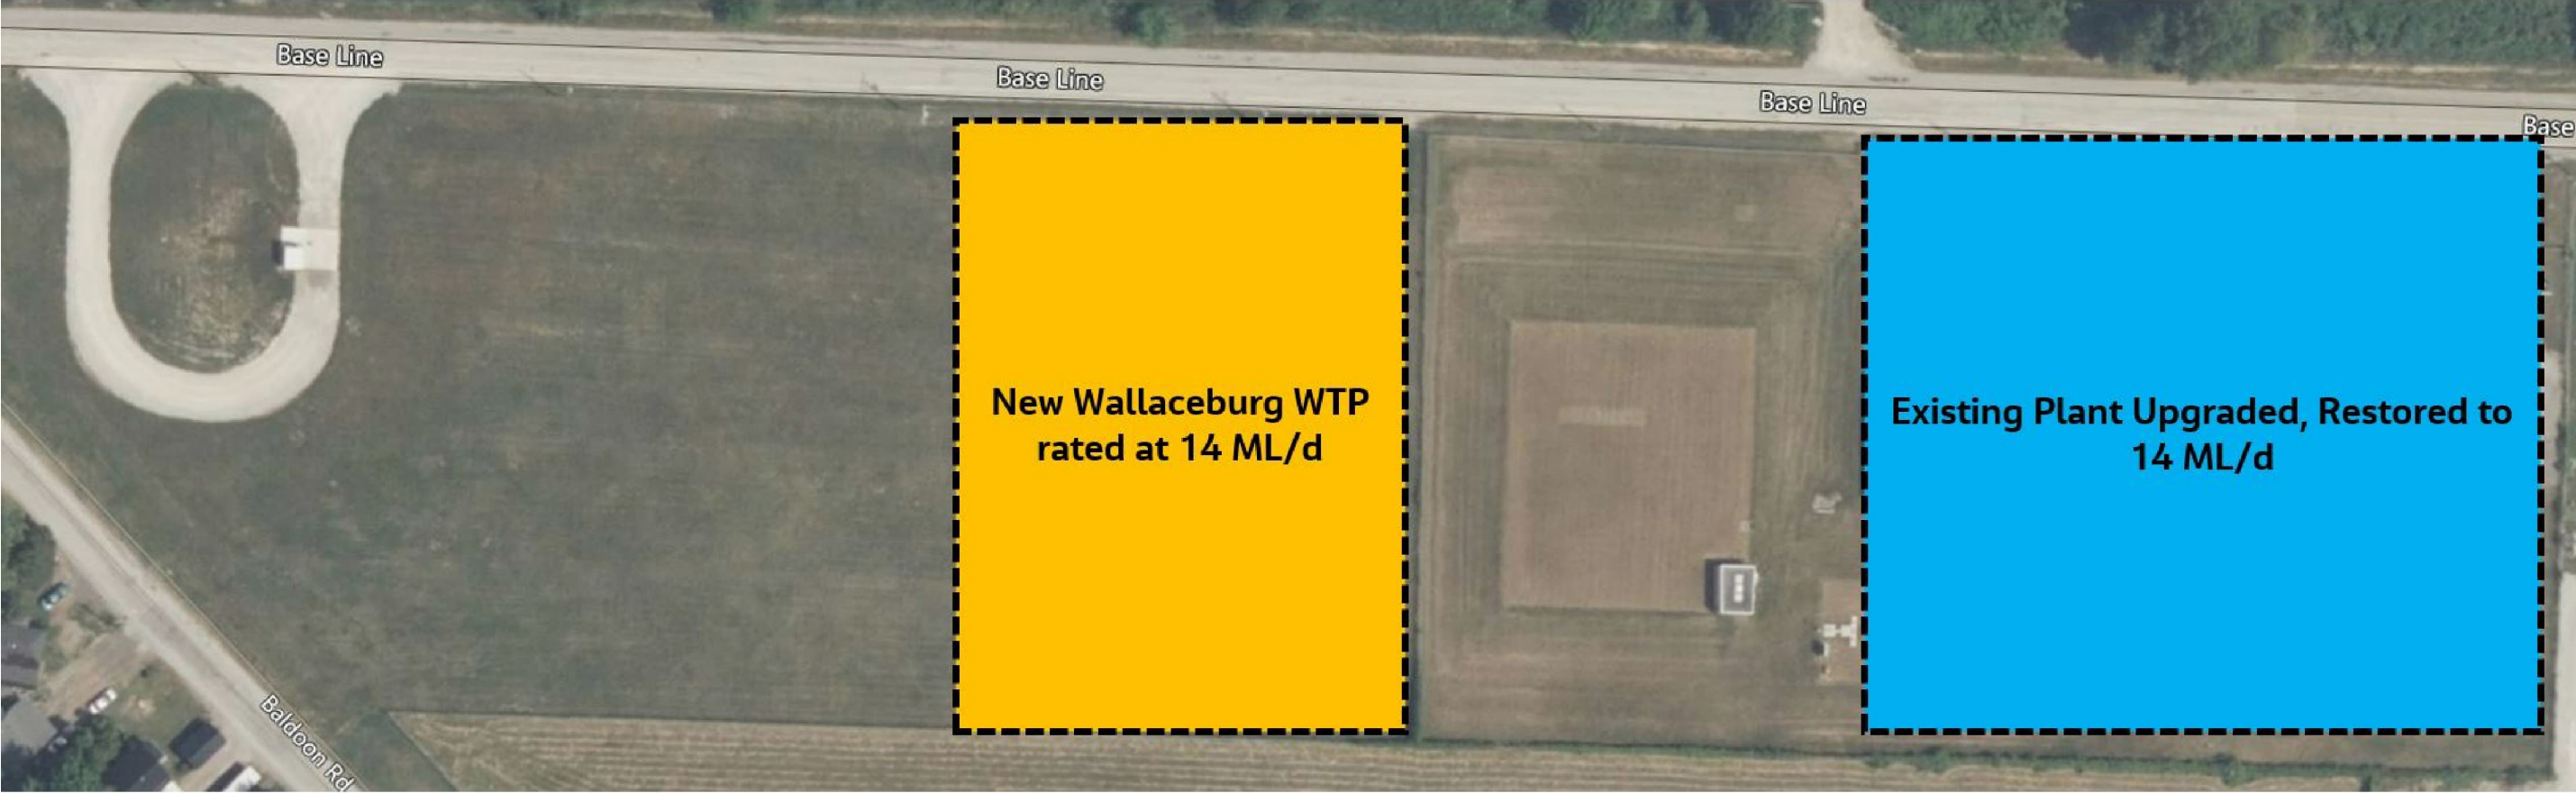 Base Line
Base Line
Base Line
Base
New Wallaceburg WTP
rated at 14 ML/d
Existing Plant Upgraded, Restored to
14 ML/d
Baldoon Rd